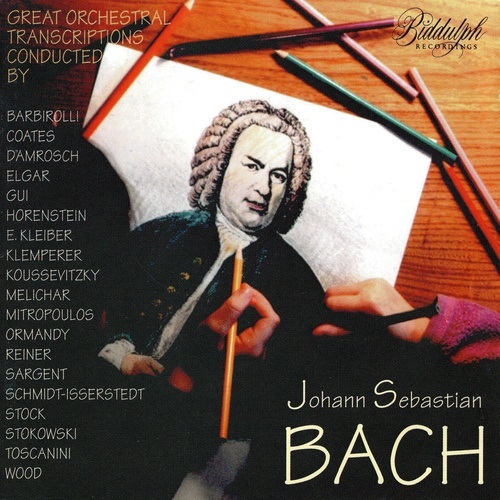 GREAT ORCHESTRAL
TRANSCRIPTIONS
CONDUCTED
BY
BARBIROLLI
COATES
D'AMROSCH
ELGAR
GUI
HORENSTEIN
E. KLEIBER
KLEMPERER
KOUSSEVITZKY
MELICHAR
MITROPOULOS
ORMANDY
REINER
SARGENT
SCHMIDT-ISSERSTEDT
STOCK
STOKOWSKI
TOSCANINI
WOOD
Biddulph
RECORDINGS
Johann Sebastian
BACH